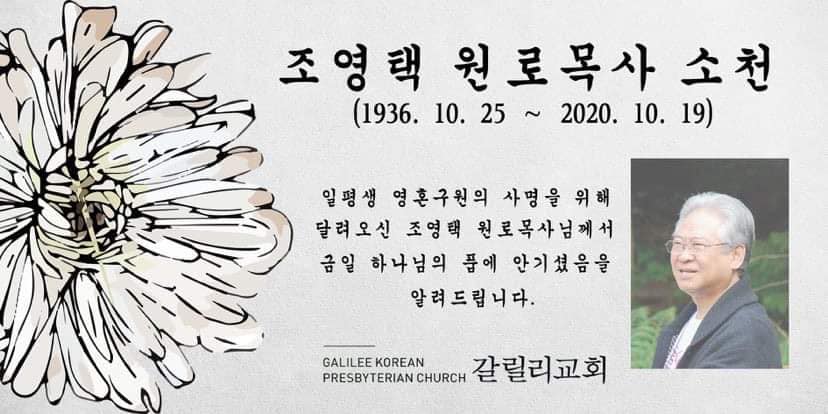 조영택 원로목사 소천
(1936. 10. 25 ~ 2020. 10. 19)
일평생 영혼구원의 사명을 위해
달려오신 조영택 원로목사님께서
금일 하나님의 품에 안기셨음을
알려드립니다.
GALILEE KOREAN
PRESBYTERIAN CHURCH 갈릴리교회